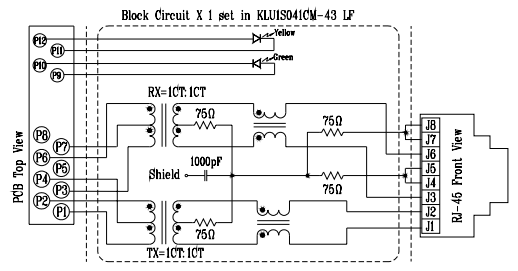 Block Circuit X 1 set in KLU1S041CM-43 LF
P12
Yellow
P11
P10
Green
P9
RX=1CT:1CT
75Ω
75Ω
J8
J7
J6
J5
J4
J3
J2
J1
P8
P7
P6
P5
P4
P3
P2
P1
1000pF
Shield
75Ω
75Ω
TX=1CT:1CT
PCB Top View
RJ-45 Front View